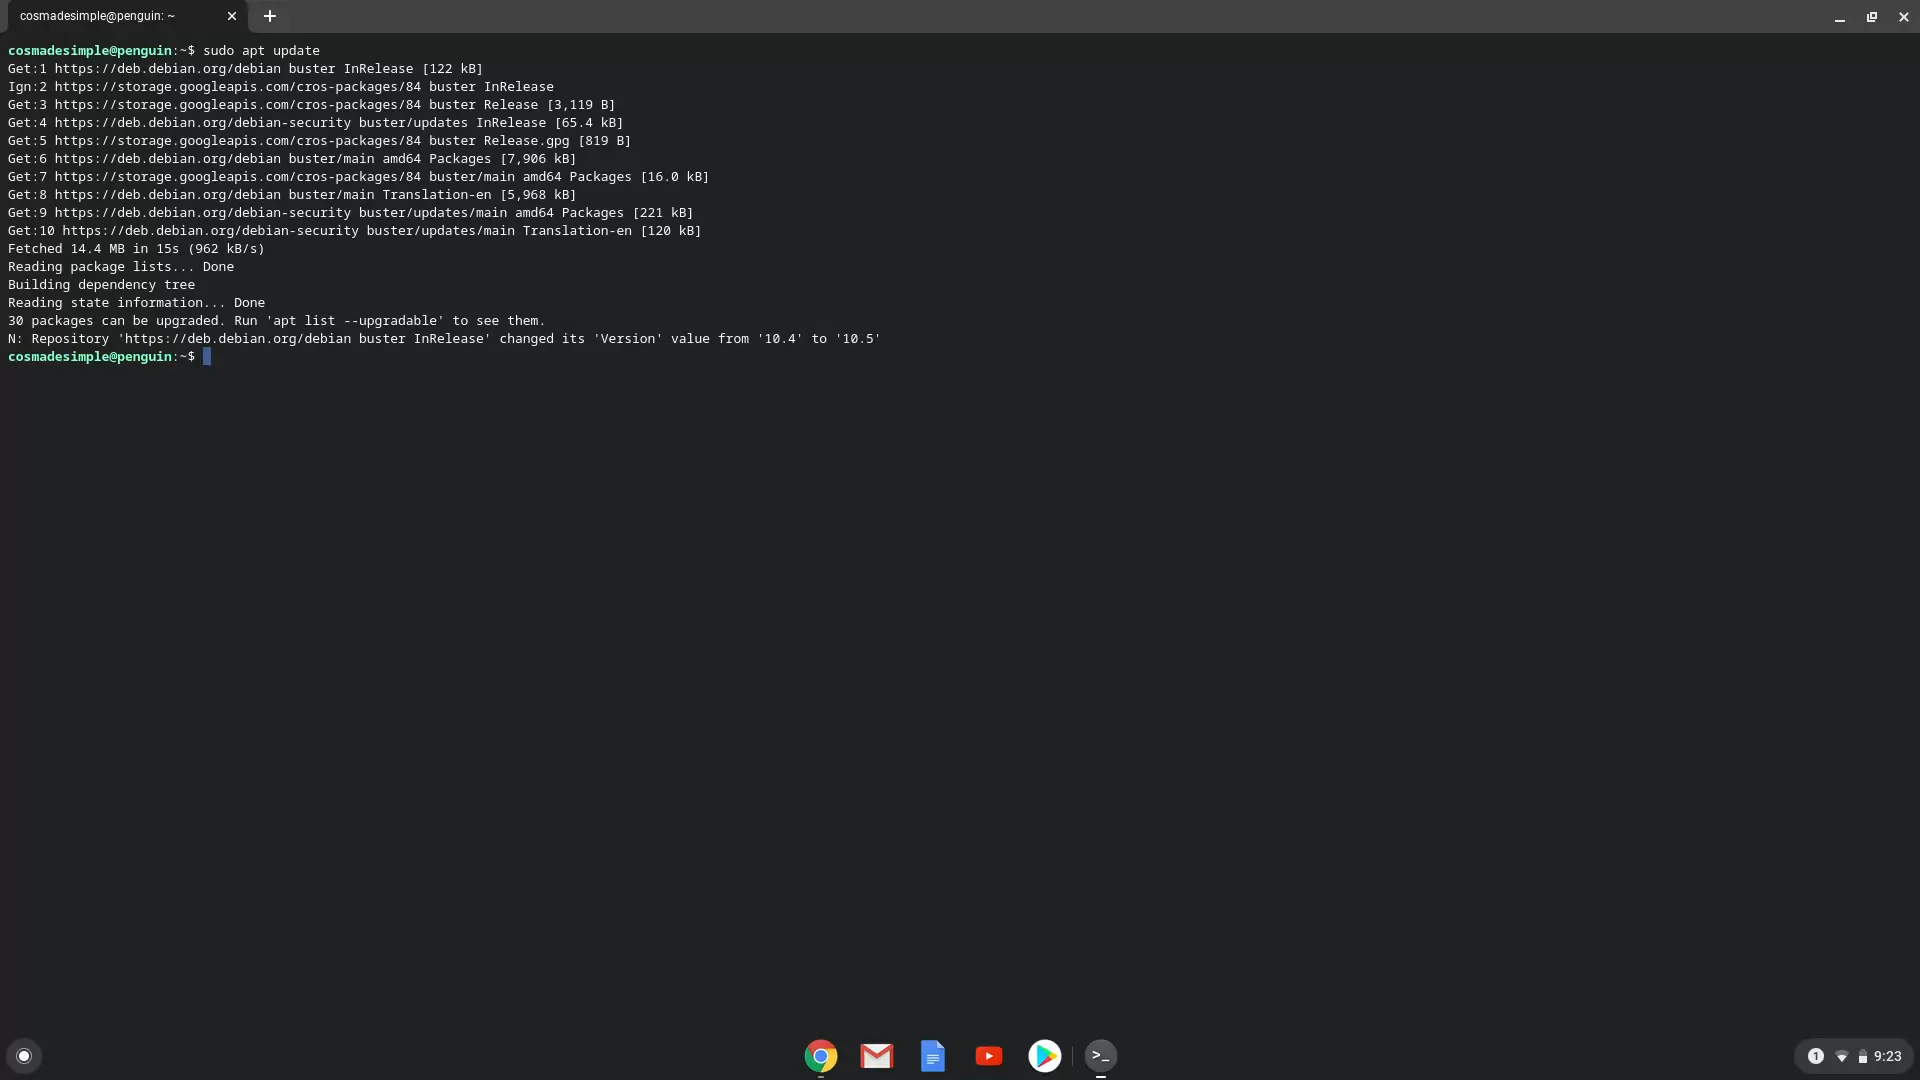 cosmadesimple@penguin: ~
cosmadesimple@penguin:~$ sudo apt update
Get:1 https://deb.debian.org/debian buster InRelease [122 kB]
Ign:2 https://storage.googleapis.com/cros-packages/84 buster InRelease
Get:3 https://storage.googleapis.com/cros-packages/84 buster Release [3,119 B]
Get:4 https://deb.debian.org/debian-security buster/updates InRelease [65.4 kB]
Get:5 https://storage.googleapis.com/cros-packages/84 buster Release.gpg [819 B]
Get:6 https://deb.debian.org/debian buster/main amd64 Packages [7,906 kB]
Get:7 https://storage.googleapis.com/cros-packages/84 buster/main amd64 Packages [16.0 kB]
Get:8 https://deb.debian.org/debian buster/main Translation-en [5,968 kB]
Get:9 https://deb.debian.org/debian-security buster/updates/main amd64 Packages [221 kB]
Get:10 https://deb.debian.org/debian-security buster/updates/main Translation-en [120 kB]
Fetched 14.4 MB in 15s (962 kB/s)
Reading package lists... Done
Building dependency tree
Reading state information... Done
30 packages can be upgraded. Run 'apt list --upgradable' to see them.
N: Repository 'https://deb.debian.org/debian buster InRelease' changed its 'Version' value from '10.4' to '10.5'
cosmadesimple@penguin:~$
>_
1 9:23